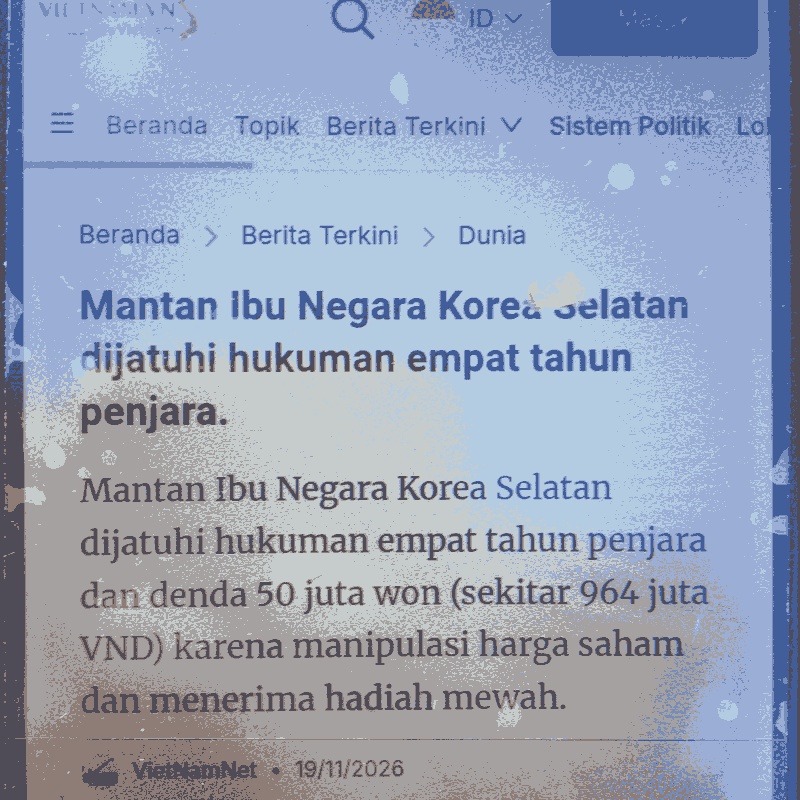 ID
Beranda Topik Berita Terkini Sistem Politik
Beranda > Berita Terkini > Dunia
Mantan Ibu Negara Korea Selatan
dijatuhi hukuman empat tahun
penjara.
Mantan Ibu Negara Korea Selatan
dijatuhi hukuman empat tahun penjara
dan denda 50 juta won (sekitar 964 juta
VND) karena manipulasi harga saham
dan menerima hadiah mewah.
VietNamNet • 19/11/2026